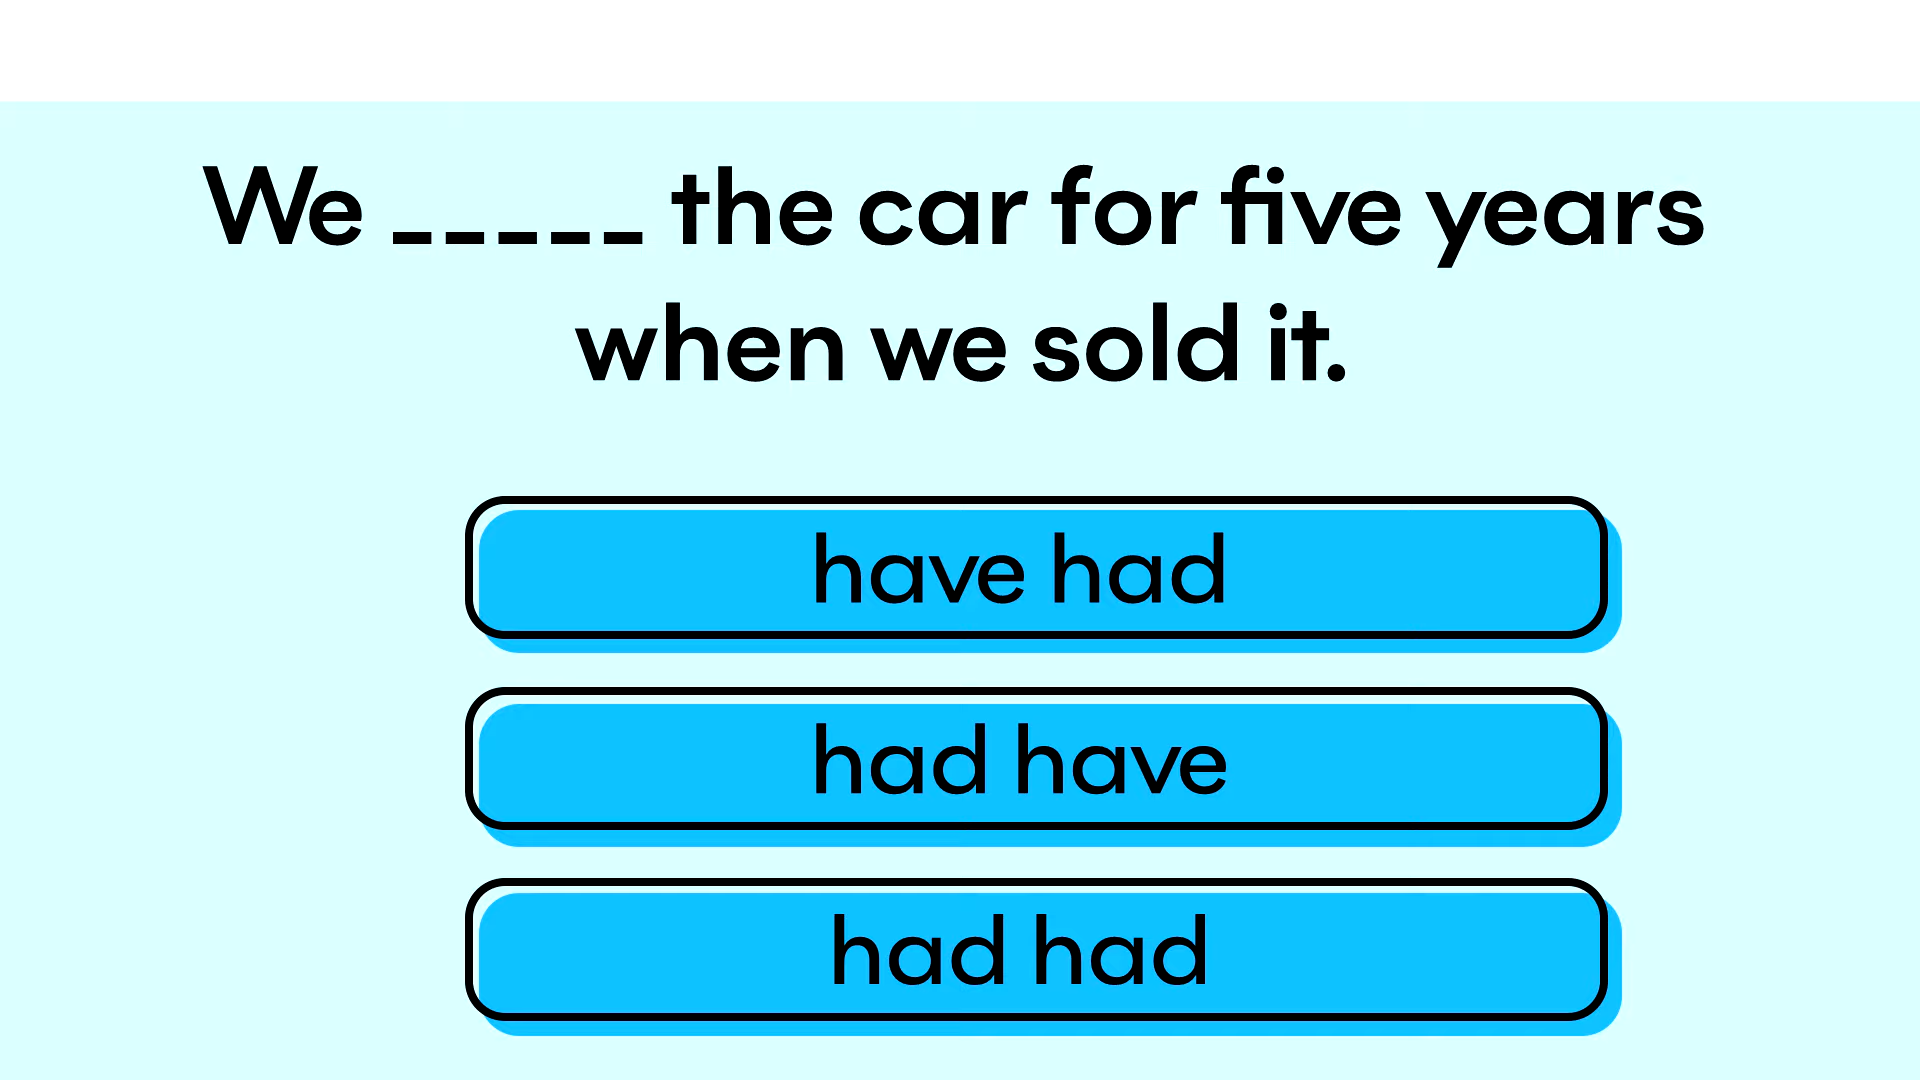 We _____ the car for five years
when we sold it.
have had
had have
had had